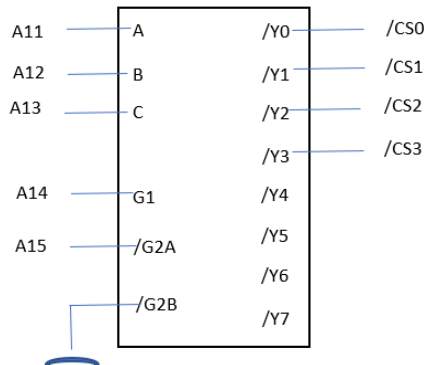 A11 A /Y0 /CS0
A12 B /Y1 /CS1
A13 C /Y2 /CS2
/Y3 /CS3
A14 G1 /Y4
A15 /G2A /Y5
/Y6
/G2B /Y7